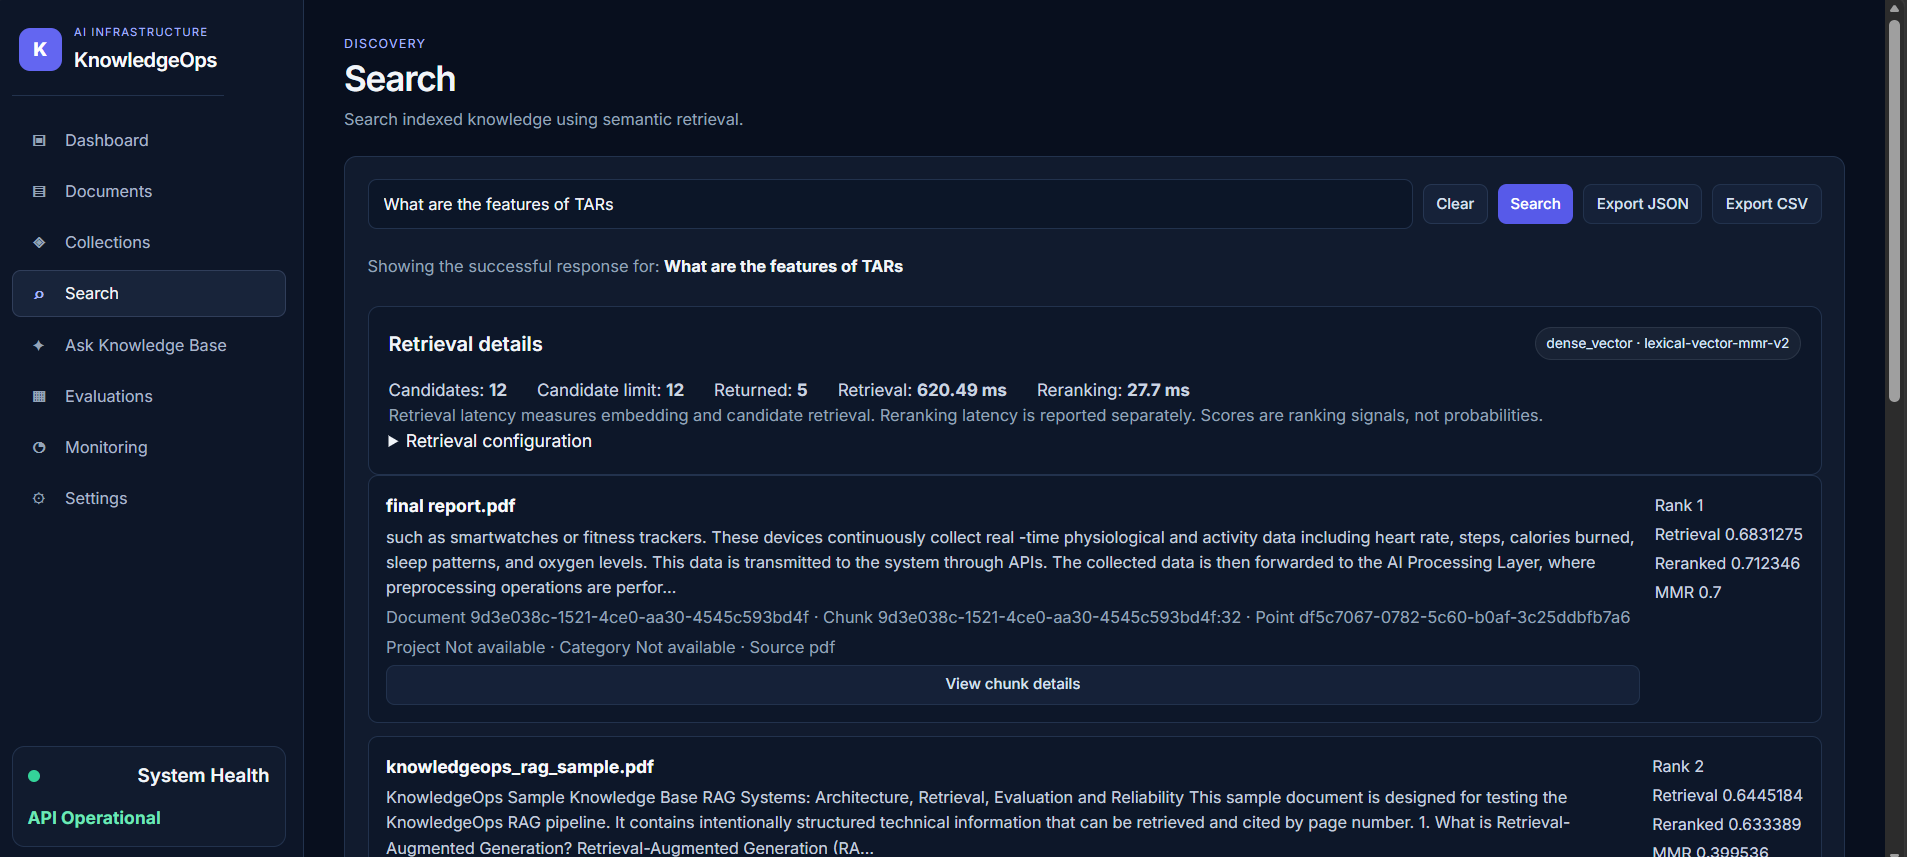 K
AI INFRASTRUCTURE
KnowledgeOps
Dashboard
Documents
Collections
Search
Ask Knowledge Base
Evaluations
Monitoring
Settings
System Health
API Operational
DISCOVERY
Search
Search indexed knowledge using semantic retrieval.
What are the features of TARs
Clear
Search
Export JSON
Export CSV
Showing the successful response for: What are the features of TARs
Retrieval details
dense_vector · lexical-vector-mmr-v2
Candidates: 12 Candidate limit: 12 Returned: 5 Retrieval: 620.49 ms Reranking: 27.7 ms
Retrieval latency measures embedding and candidate retrieval. Reranking latency is reported separately. Scores are ranking signals, not probabilities.
Retrieval configuration
final report.pdf
such as smartwatches or fitness trackers. These devices continuously collect real -time physiological and activity data including heart rate, steps, calories burned,
sleep patterns, and oxygen levels. This data is transmitted to the system through APIs. The collected data is then forwarded to the AI Processing Layer, where
preprocessing operations are perfor...
Document 9d3e038c-1521-4ce0-aa30-4545c593bd4f · Chunk 9d3e038c-1521-4ce0-aa30-4545c593bd4f:32 · Point df5c7067-0782-5c60-b0af-3c25ddbfb7a6
Project Not available · Category Not available · Source pdf
View chunk details
Rank 1
Retrieval 0.6831275
Reranked 0.712346
MMR 0.7
knowledgeops_rag_sample.pdf
KnowledgeOps Sample Knowledge Base RAG Systems: Architecture, Retrieval, Evaluation and Reliability This sample document is designed for testing the
KnowledgeOps RAG pipeline. It contains intentionally structured technical information that can be retrieved and cited by page number. 1. What is Retrieval-
Augmented Generation? Retrieval-Augmented Generation (RA...
Rank 2
Retrieval 0.6445184
Reranked 0.633389
MMR 0.399536